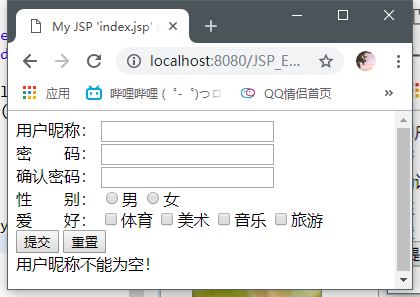 My JSP 'index.jsp' s
localhost:8080/JSP_E...
应用 哔哩哔哩 ( ゜- ゜)つロ QQ情侣首页 »
用户昵称：
密 码：
确认密码：
性 别： 男 女
爱 好： 体育 美术 音乐 旅游
提交 重置
用户昵称不能为空！